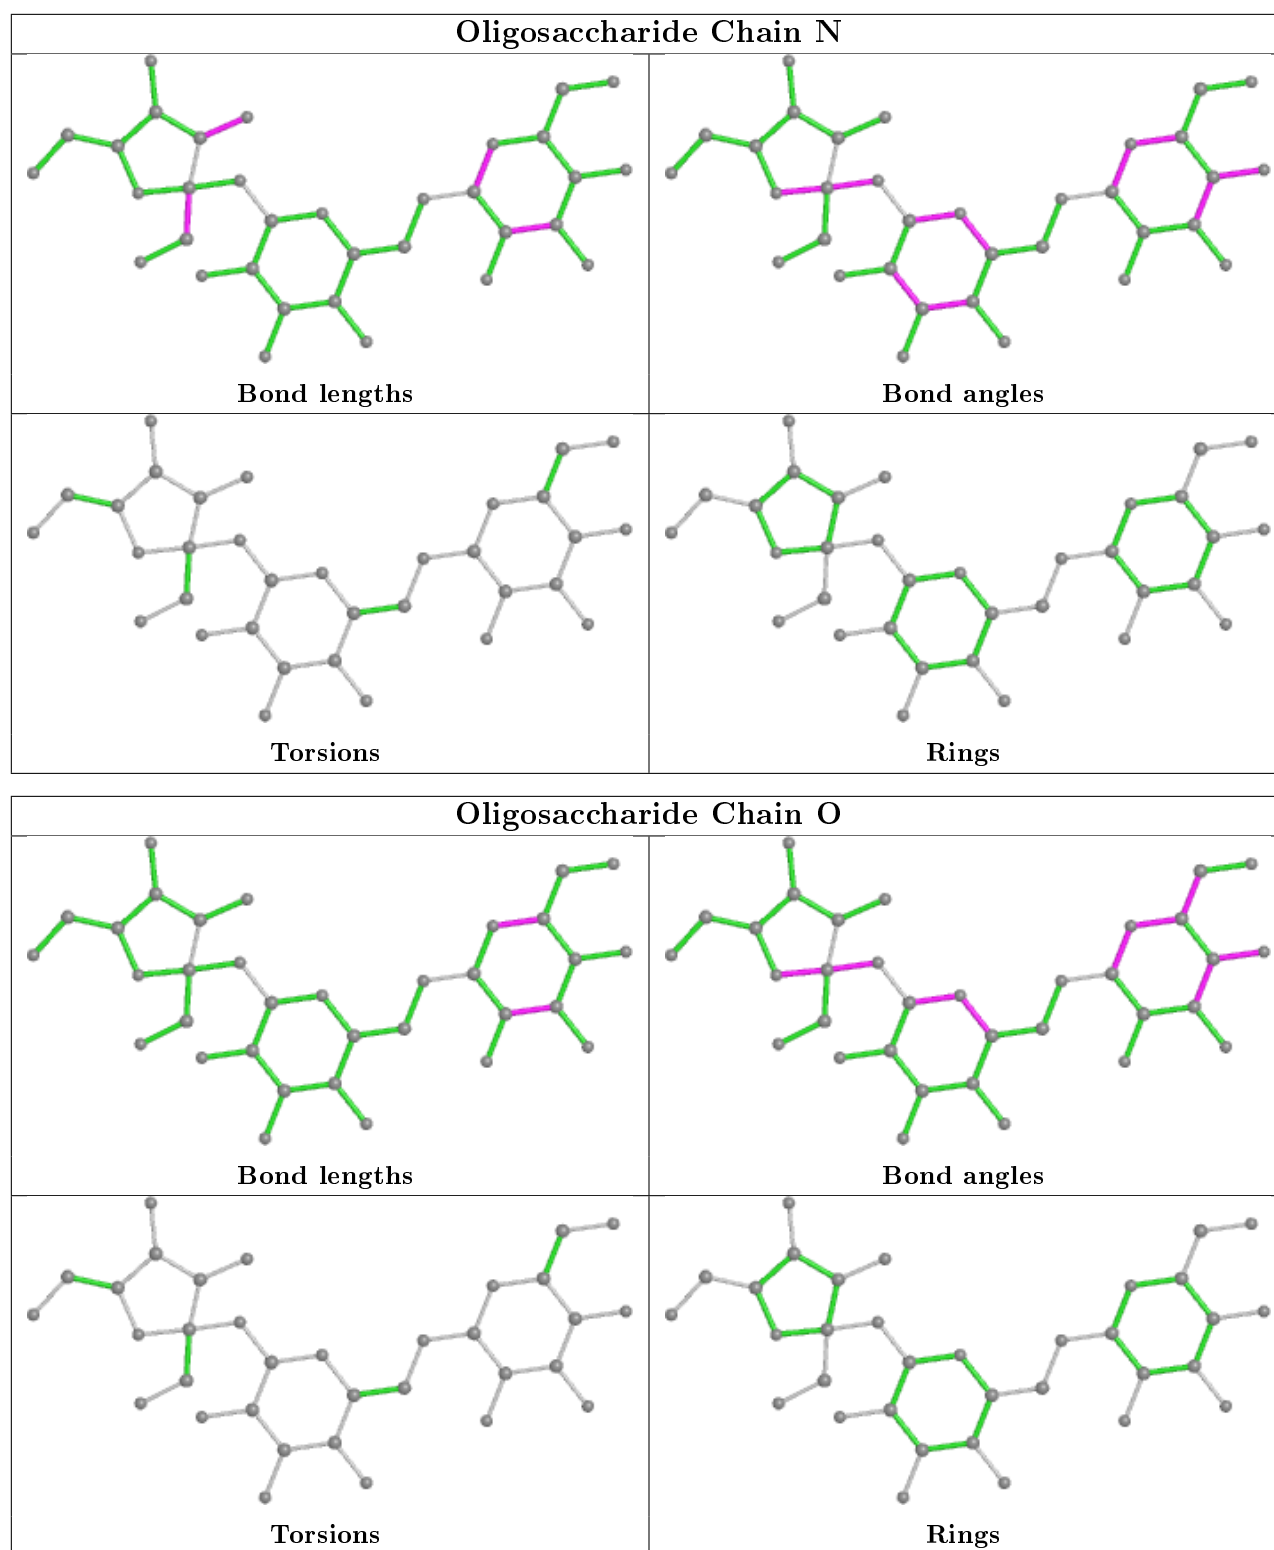 Oligosaccharide Chain N
Bond lengths
Bond angles
Torsions
Rings
Oligosaccharide Chain O
Bond lengths
Bond angles
Torsions
Rings